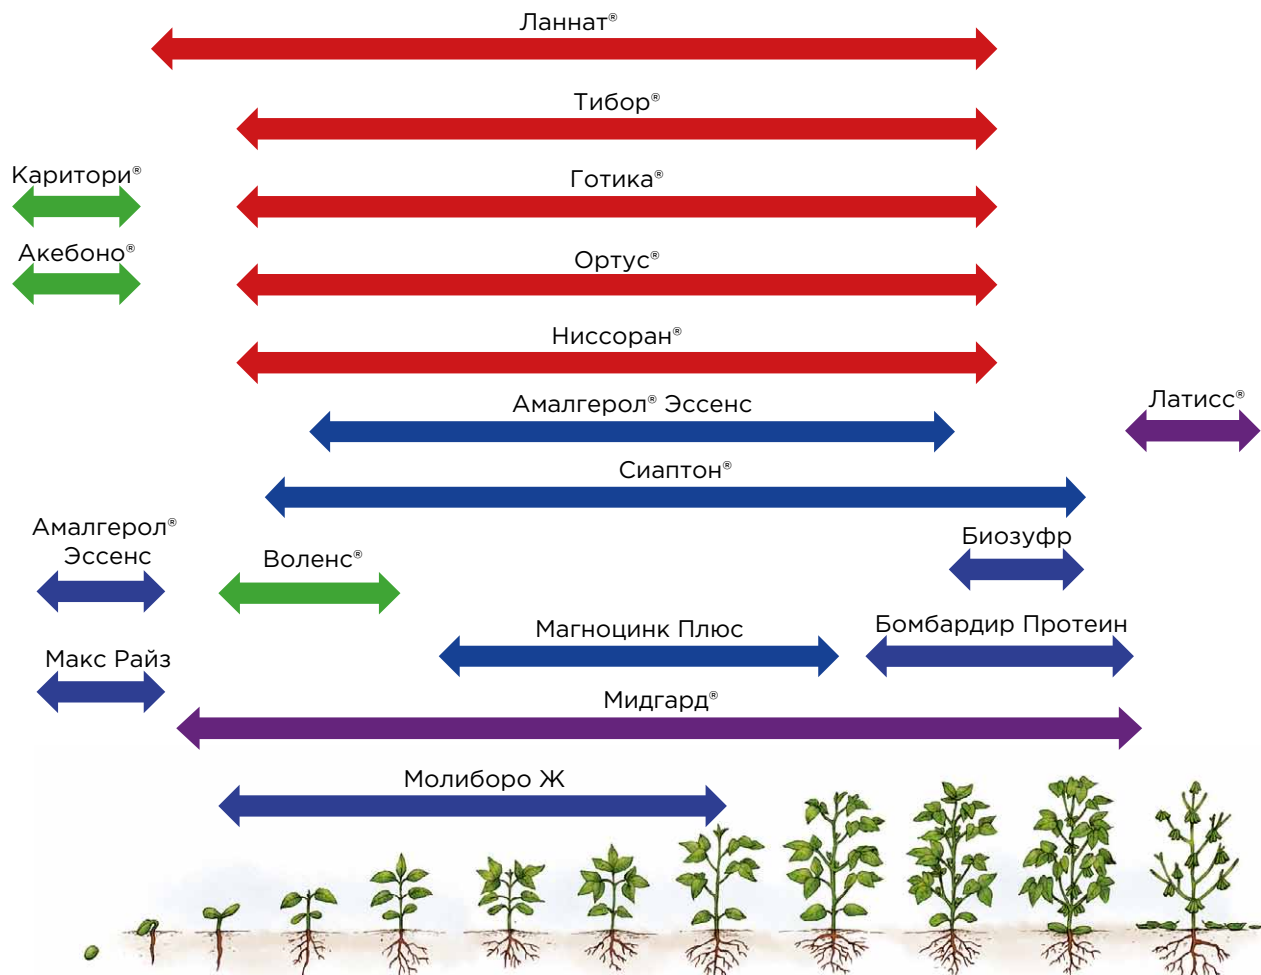 Ланнат®
Тибор®
Каритори®
Готика®
Акебоно®
Ортус®
Ниссоран®
Амалгерол® Эссенс
Латисс®
Сиаптон®
Амалгерол®
Эссенс
Воленс®
Биозуфр
Магноцинк Плюс
Бомбардир Протеин
Макс Райз
Мидгард®
Молиборо Ж